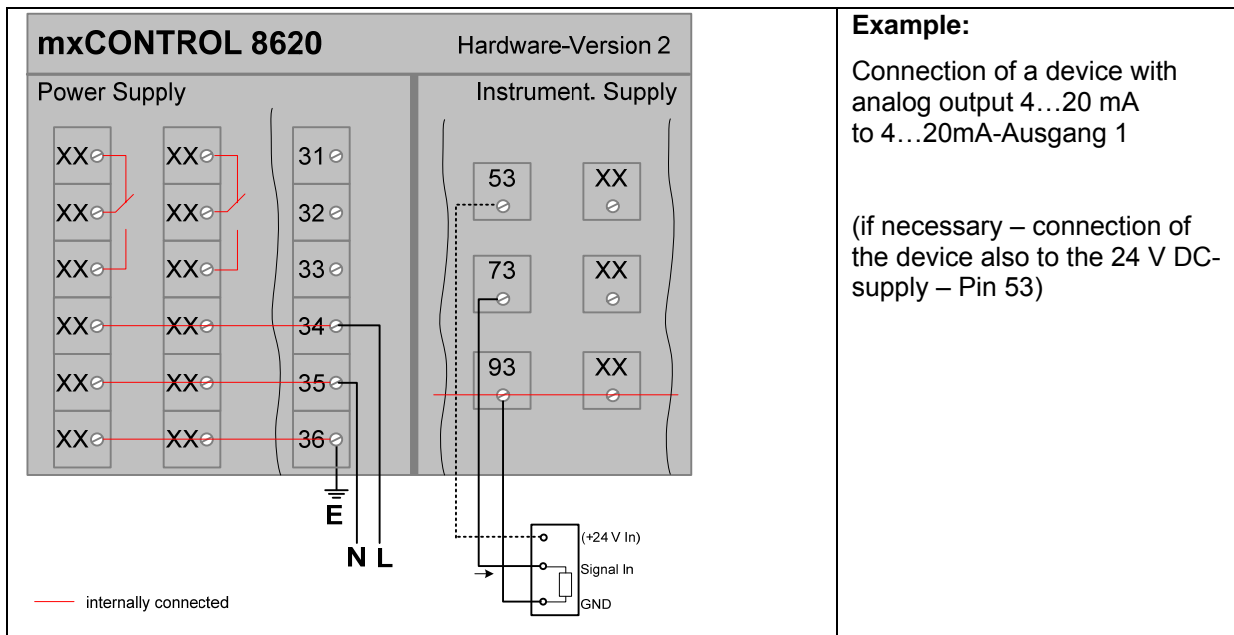 mxCONTROL 8620
Hardware-Version 2
Power Supply
Instrument. Supply
XX XX 31
XX XX 32
XX XX 33
XX XX 34
XX XX 35
XX XX 36
53 XX
73 XX
93 XX
E
N L
(+24 V In)
Signal In
GND
internally connected
Example:
Connection of a device with
analog output 4…20 mA
to 4…20mA-Ausgang 1
(if necessary – connection of
the device also to the 24 V DC-
supply – Pin 53)